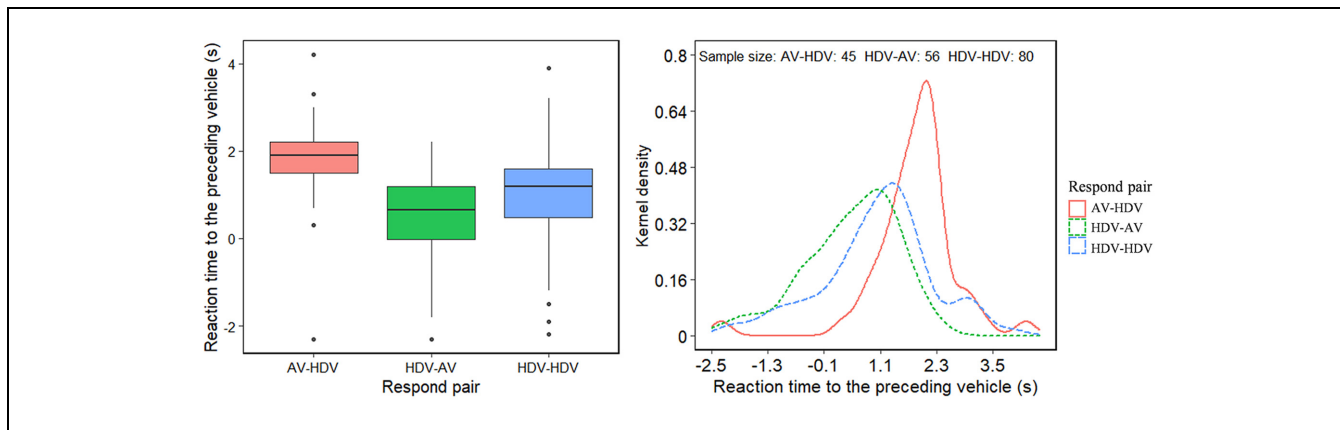 Reaction time to the preceding vehicle (s)
4
2
0
-2
AV-HDV HDV-AV HDV-HDV
Respond pair
Sample size: AV-HDV: 45 HDV-AV: 56 HDV-HDV: 80
Kernel density
0.8
0.64
0.48
0.32
0.16
0
-2.5 -1.3 -0.1 1.1 2.3 3.5
Reaction time to the preceding vehicle (s)
Respond pair
AV-HDV
HDV-AV
HDV-HDV